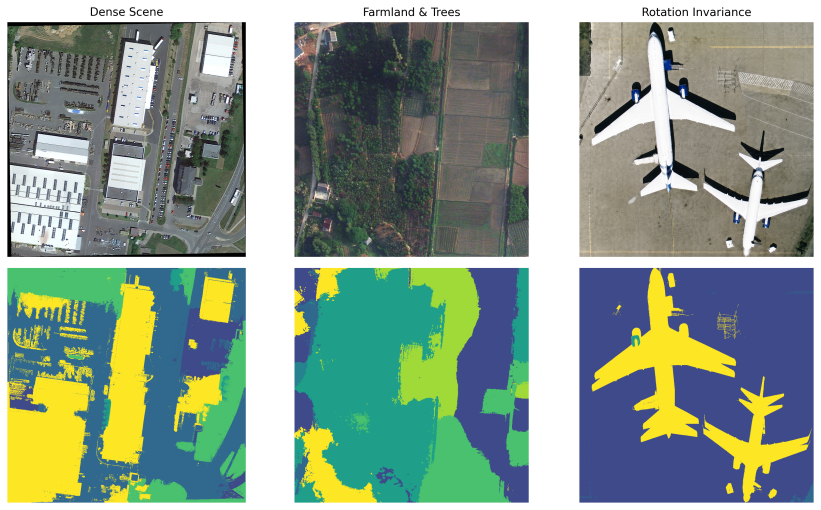 Dense Scene
Farmland & Trees
Rotation Invariance